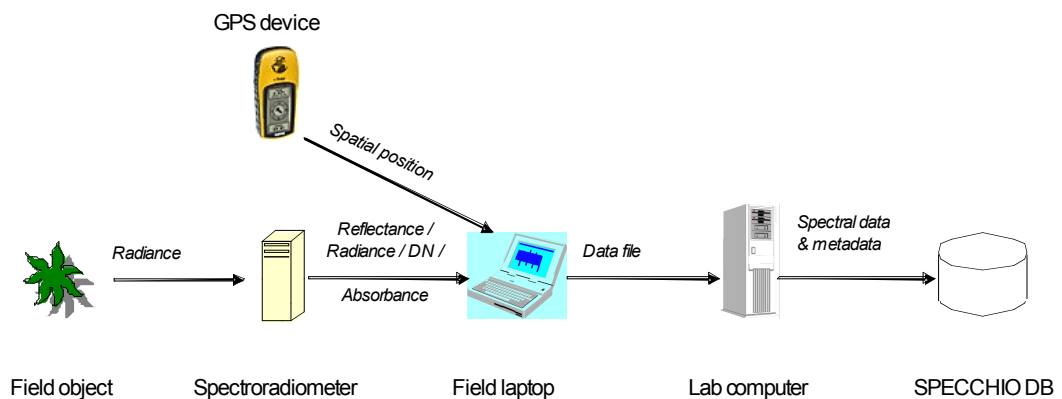 GPS device
Spatial position
Radiance
Reflectance /
Radiance / DN /
Absorbance
Data file
Spectral data
& metadata
Field object
Spectroradiometer
Field laptop
Lab computer
SPECCHIO DB